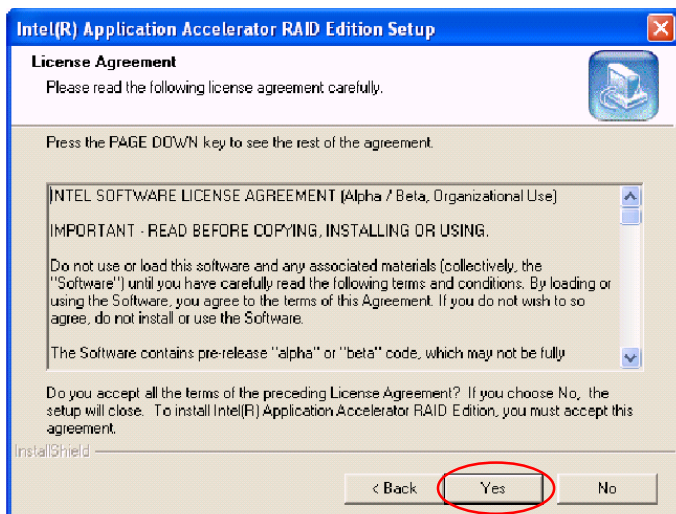 Intel(R) Application Accelerator RAID Edition Setup
License Agreement
Please read the following license agreement carefully.
Press the PAGE DOWN key to see the rest of the agreement.
INTEL SOFTWARE LICENSE AGREEMENT (Alpha / Beta, Organizational Use)
IMPORTANT - READ BEFORE COPYING, INSTALLING OR USING.
Do not use or load this software and any associated materials (collectively, the
"Software") until you have carefully read the following terms and conditions. By loading or
using the Software, you agree to the terms of this Agreement. If you do not wish to so
agree, do not install or use the Software.
The Software contains pre-release "alpha" or "beta" code, which may not be fully
Do you accept all the terms of the preceding License Agreement? If you choose No, the
setup will close. To install Intel(R) Application Accelerator RAID Edition, you must accept this
agreement.
InstallShield
< Back
Yes
No